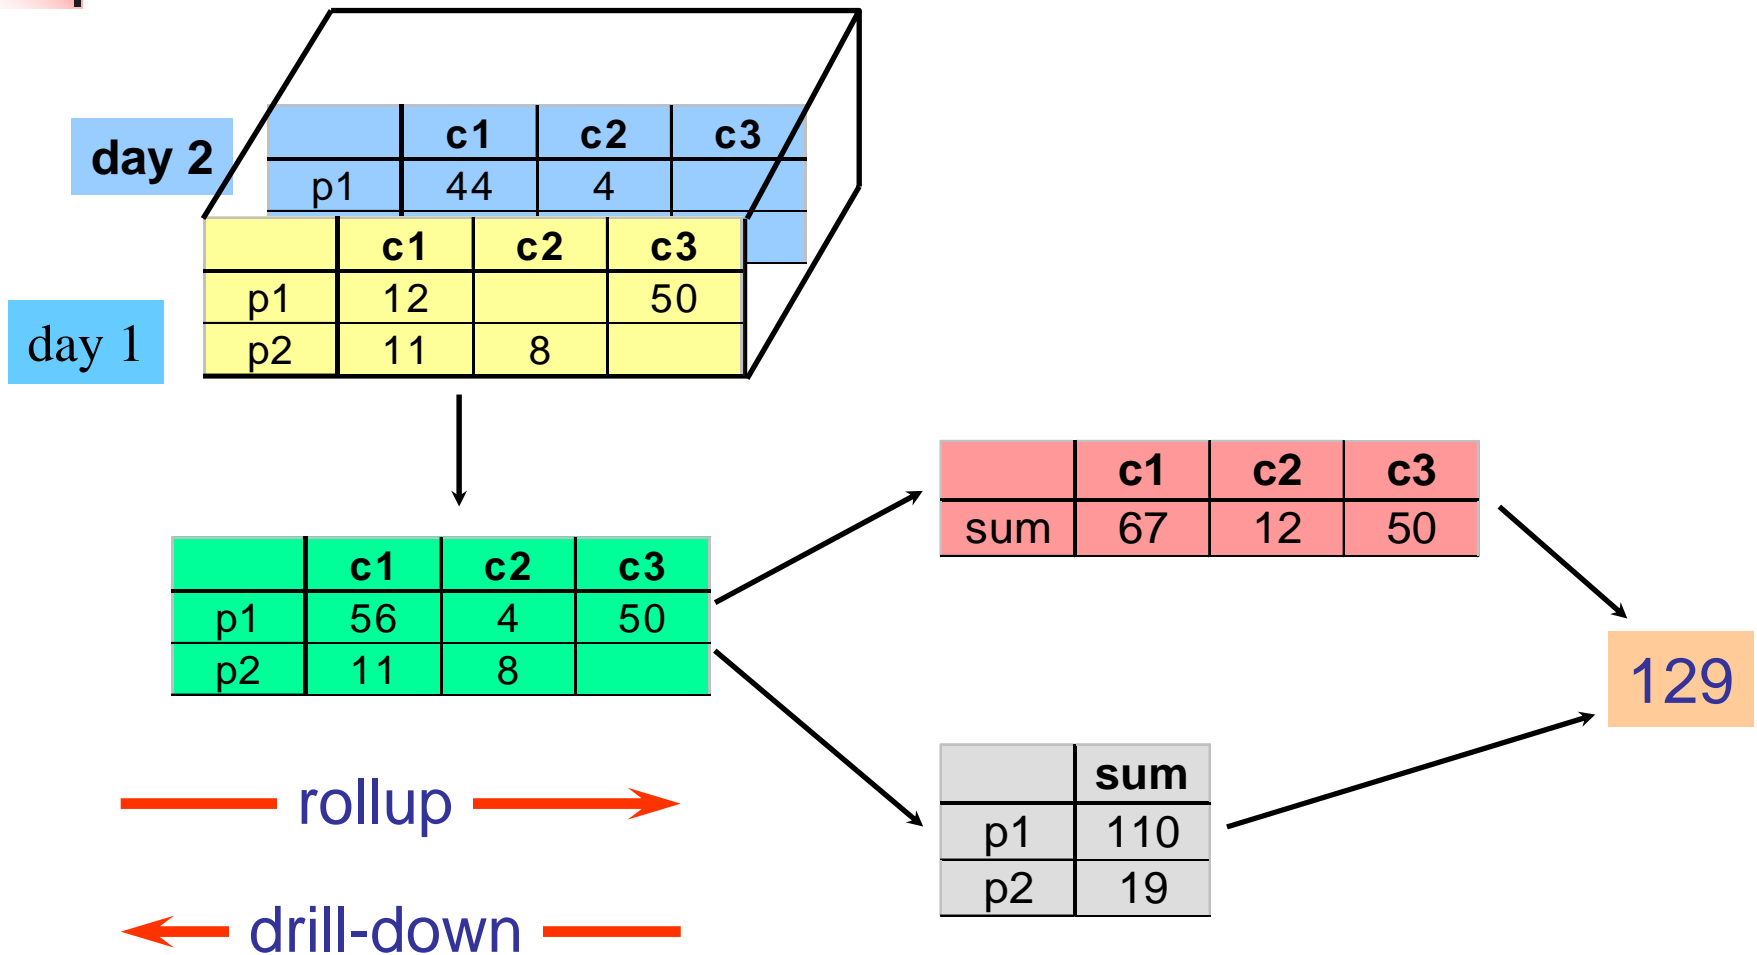 day 2
c1 c2 c3
p1 44 4
c1 c2 c3
p1 12 50
day 1
p2 11 8
c1 c2 c3
sum 67 12 50
c1 c2 c3
p1 56 4 50
p2 11 8
129
sum
p1 110
p2 19
rollup
drill-down